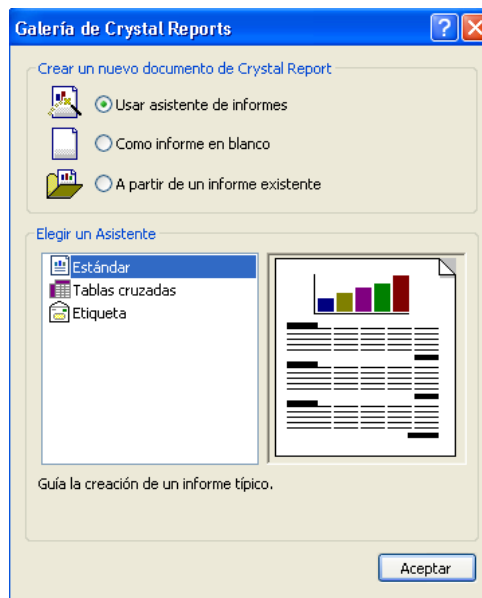 Galería de Crystal Reports
Crear un nuevo documento de Crystal Report
Usar asistente de informes
Como informe en blanco
A partir de un informe existente
Elegir un Asistente
Estándar
Tablas cruzadas
Etiqueta
Guía la creación de un informe típico.
Aceptar